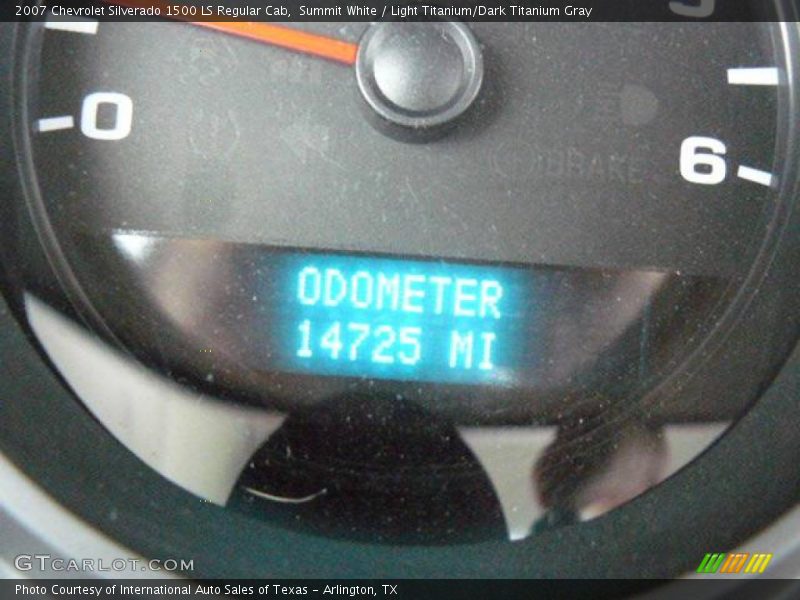 2007 Chevrolet Silverado 1500 LS Regular Cab, Summit White / Light Titanium/Dark Titanium Gray
0
6
BRAKE
ODOMETER
14725 MI
GTCARLOT.COM
Photo Courtesy of International Auto Sales of Texas - Arlington, TX